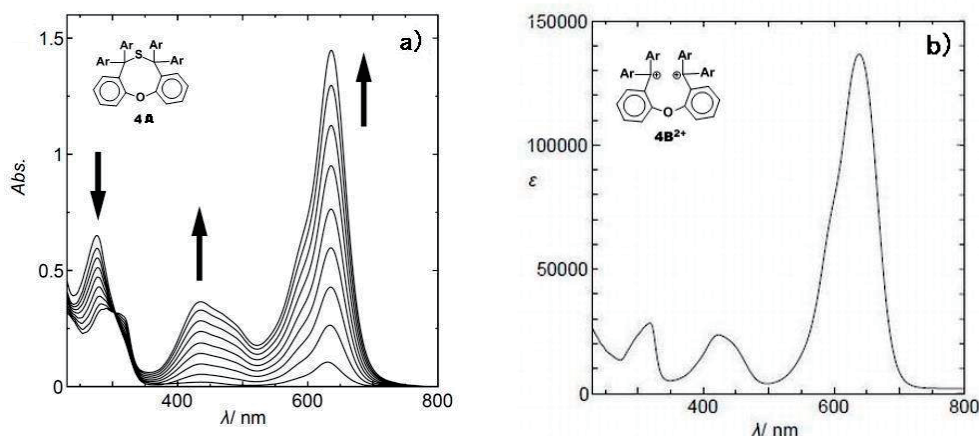 a)
1.5
1
0.5
0
Abs.
400
600
800
λ/ nm
Ar Ar
Ar S Ar
O
4A
b)
150000
100000
ε
50000
0
400
600
800
λ/ nm
Ar Ar
Ar ⊕ ⊕ Ar
O
4B²⁺